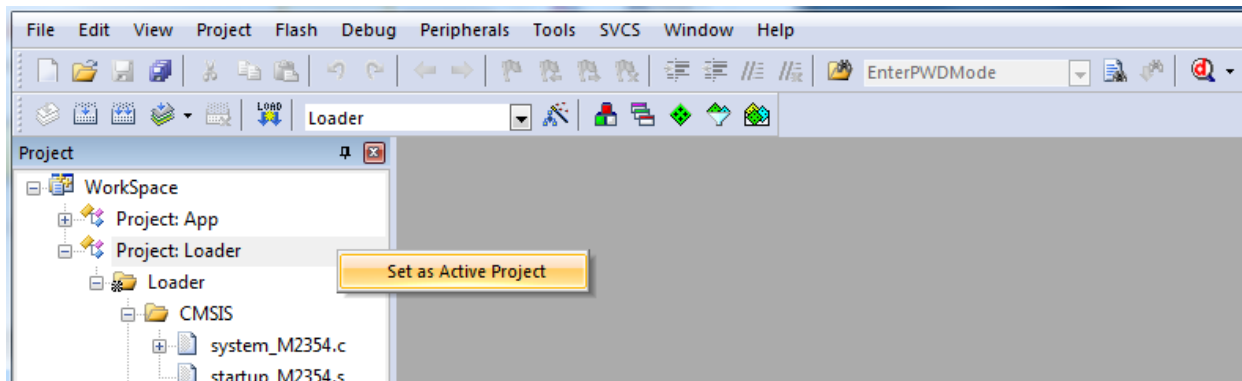 File Edit View Project Flash Debug Peripherals Tools SVCS Window Help
EnterPWDMode
LOAD Loader
Project
WorkSpace
Project: App
Project: Loader
Set as Active Project
Loader
CMSIS
system_M2354.c
startup_M2354.s